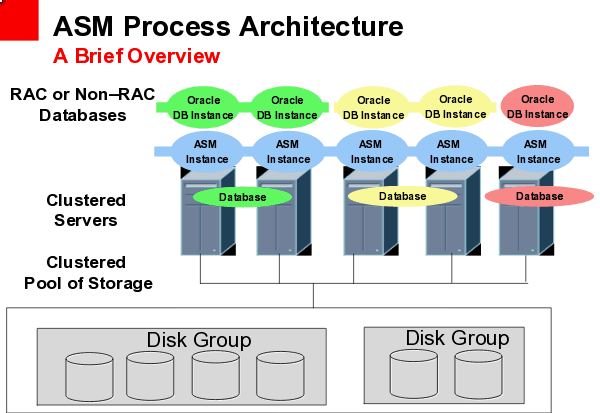 ASM Process Architecture
A Brief Overview
RAC or Non–RAC
Databases
Oracle
DB Instance
Oracle
DB Instance
Oracle
DB Instance
Oracle
DB Instance
Oracle
DB Instance
ASM
Instance
ASM
Instance
ASM
Instance
ASM
Instance
ASM
Instance
Clustered
Servers
Database
Database
Database
Clustered
Pool of Storage
Disk Group
Disk Group